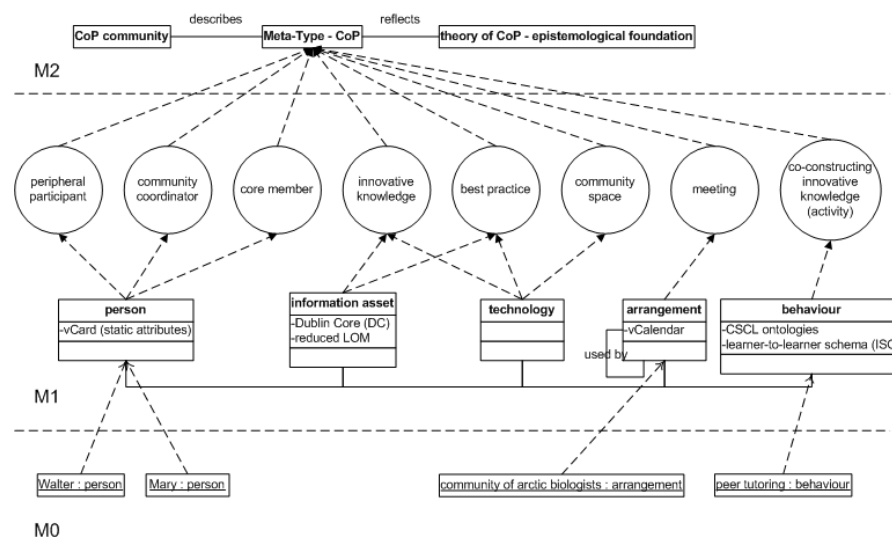 describes
reflects
CoP community
Meta-Type - CoP
theory of CoP - epistemological foundation
M2
peripheral
participant
community
coordinator
core member
innovative
knowledge
best practice
community
space
meeting
co-constructing
innovative
knowledge
(activity)
person
-vCard (static attributes)
information asset
-Dublin Core (DC)
-reduced LOM
technology
arrangement
-vCalendar
used by
behaviour
-CSCL ontologies
-learner-to-learner schema (ISO
M1
Walter : person
Mary : person
community of arctic biologists : arrangement
peer tutoring : behaviour
M0